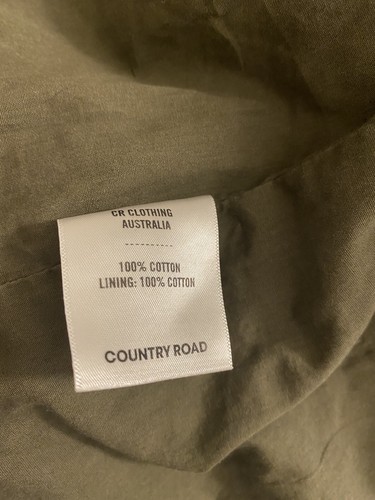 CR CLOTHING
AUSTRALIA
----------
100% COTTON
LINING: 100% COTTON
COUNTRY ROAD